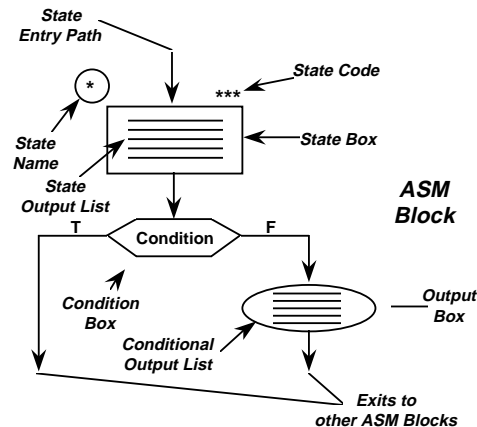 State
Entry Path
*
***
State Code
State
Name
State Box
State
Output List
ASM
Block
T
Condition
F
Condition
Box
Output
Box
Conditional
Output List
Exits to
other ASM Blocks